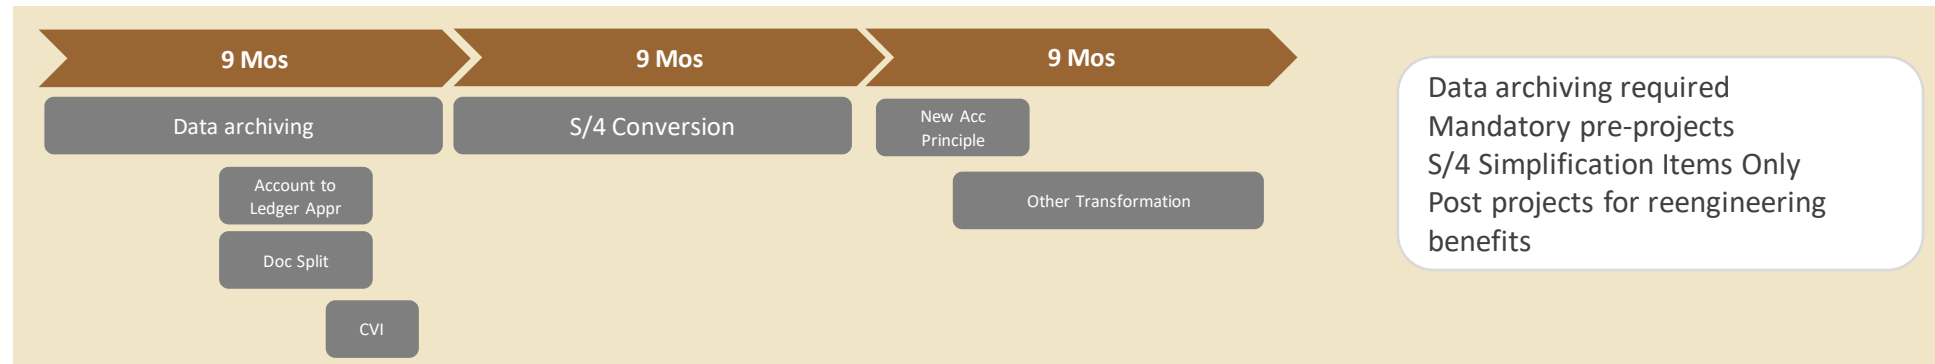 9 Mos
9 Mos
9 Mos
Data archiving
S/4 Conversion
New Acc
Principle
Account to
Ledger Appr
Other Transformation
Doc Split
CVI
Data archiving required
Mandatory pre-projects
S/4 Simplification Items Only
Post projects for reengineering
benefits